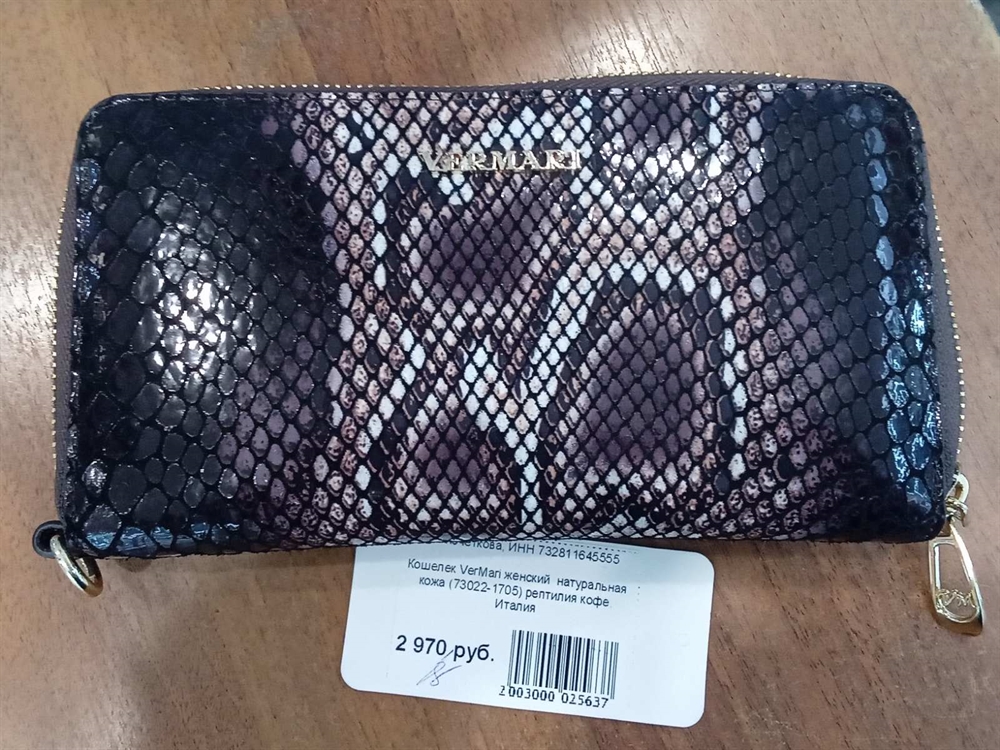 VERMARI
ИНН 732811645555
Кошелек VerMari женский натуральная
кожа (73022-1705) рептилия кофе
Италия
2 970 руб.
2003000 025637